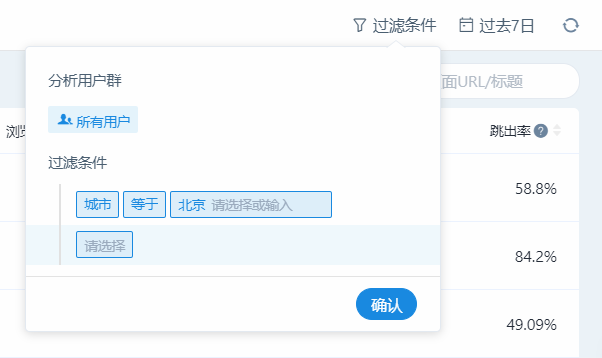 过滤条件 过去7日
面URL/标题
分析用户群
所有用户
浏 跳出率 ?
过滤条件
58.8%
城市 等于 北京 请选择或输入
请选择
84.2%
确认
49.09%